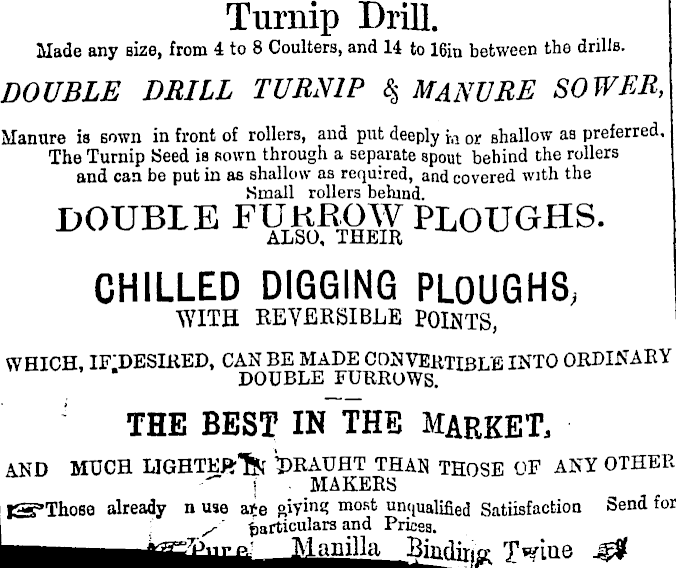 Turnip Drill.
Made any size, from 4 to 8 Coulters, and 14 to 16in between the drills.
DOUBLE DRILL TURNIP & MANURE SOWER,
Manure is sown in front of rollers, and put deeply in or shallow as preferred.
The Turnip Seed is sown through a separate spout behind the rollers
and can be put in as shallow as required, and covered with the
Small rollers behind.
DOUBLE FURROW PLOUGHS.
ALSO, THEIR
CHILLED DIGGING PLOUGHS,
WITH REVERSIBLE POINTS,
WHICH, IF DESIRED, CAN BE MADE CONVERTIBLE INTO ORDINARY
DOUBLE FURROWS.
THE BEST IN THE MARKET,
AND MUCH LIGHTER IN DRAUHT THAN THOSE OF ANY OTHER
MAKERS
☞Those already n use are giving most unqualified Satiisfaction Send for
particulars and Prices.
☞Pure Manilla Binding Twine ☜